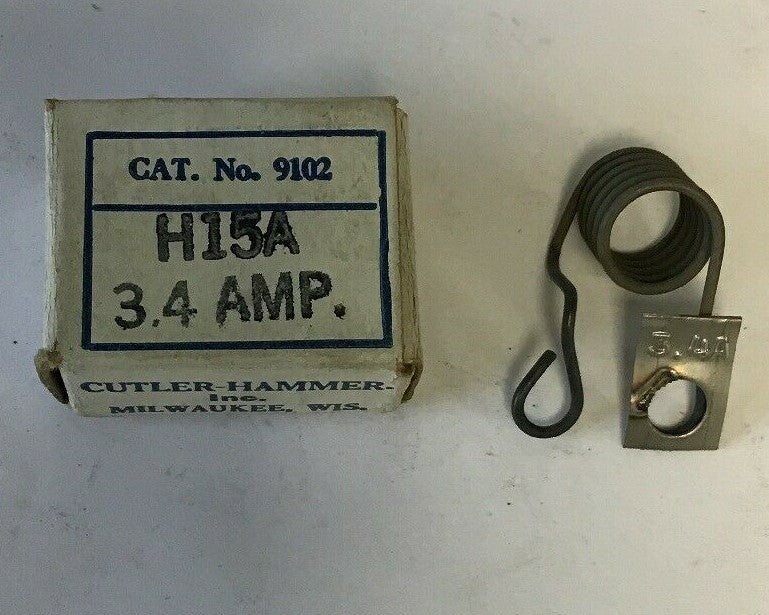 CAT. No. 9102
H15A
3.4 AMP.
CUTLER-HAMMER.
Inc.
MILWAUKEE, WIS.
3.4A